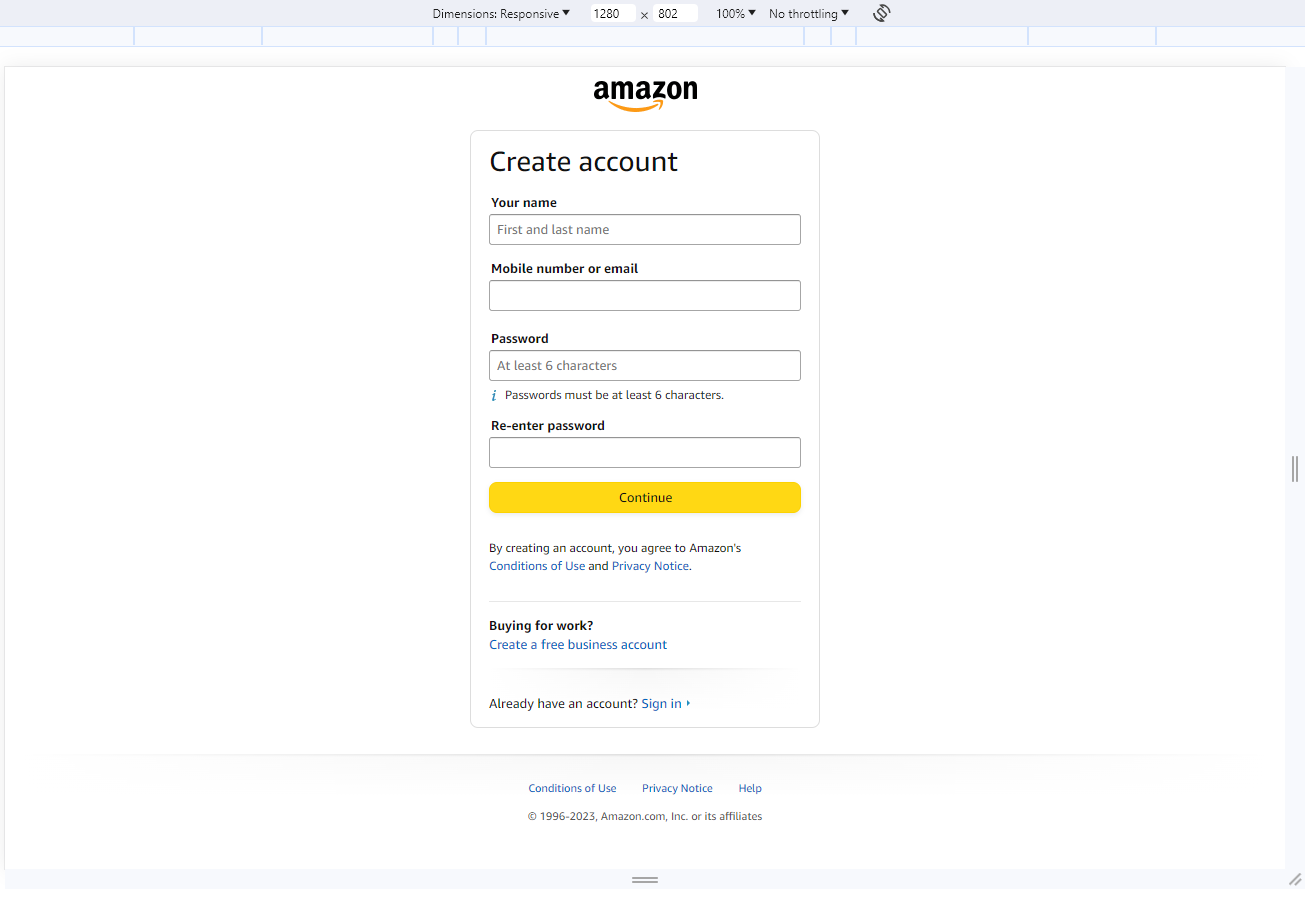 Dimensions: Responsive 1280 x 802 100% No throttling
amazon
Create account
Your name
First and last name
Mobile number or email
Password
At least 6 characters
i Passwords must be at least 6 characters.
Re-enter password
Continue
By creating an account, you agree to Amazon's
Conditions of Use and Privacy Notice.
Buying for work?
Create a free business account
Already have an account? Sign in
Conditions of Use Privacy Notice Help
© 1996-2023, Amazon.com, Inc. or its affiliates